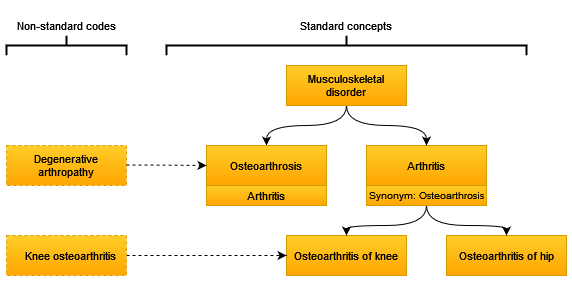 Non-standard codes
Standard concepts
Musculoskeletal
disorder
Degenerative
arthropathy
Osteoarthrosis
Arthritis
Arthritis
Synonym: Osteoarthrosis
Knee osteoarthritis
Osteoarthritis of knee
Osteoarthritis of hip